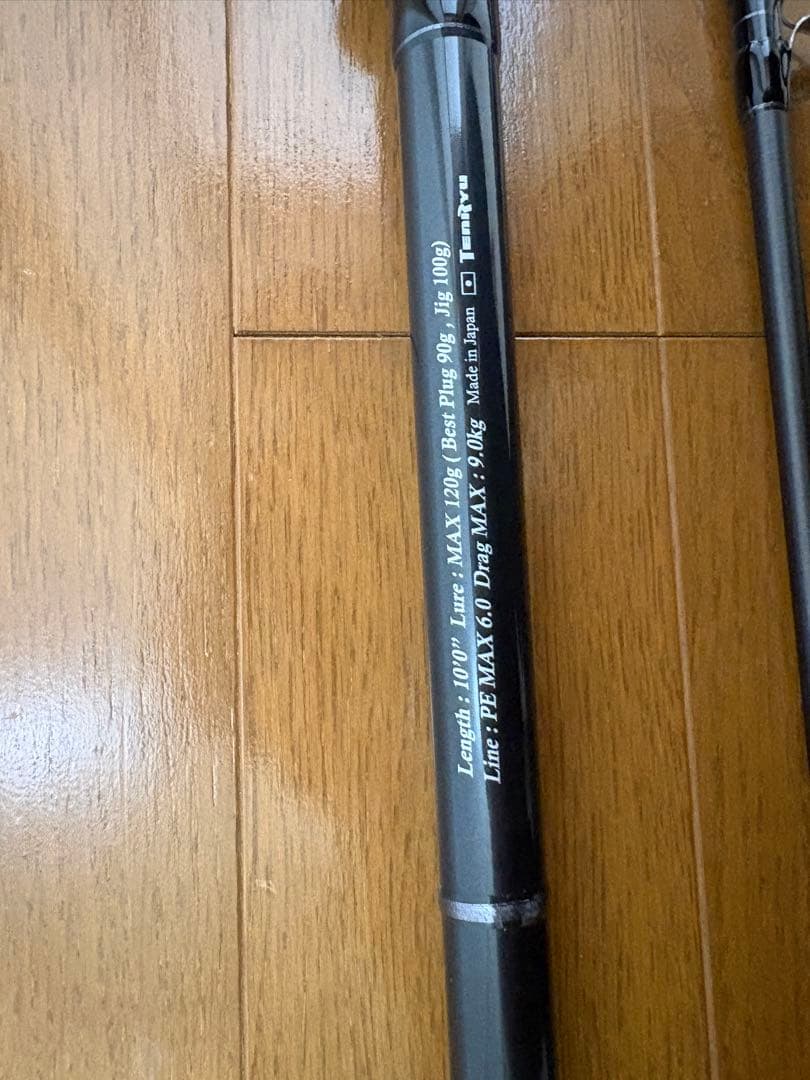 Length : 10'0" Lure : MAX 120g ( Best Plug 90g , Jig 100g)
Line : PE MAX 6.0 Drag MAX : 9.0kg Made in Japan TenRyu